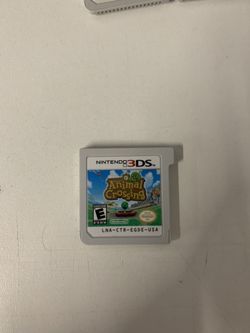 NINTENDO 3DS
Animal
Crossing
E
LNA-CTR-EGDE-USA